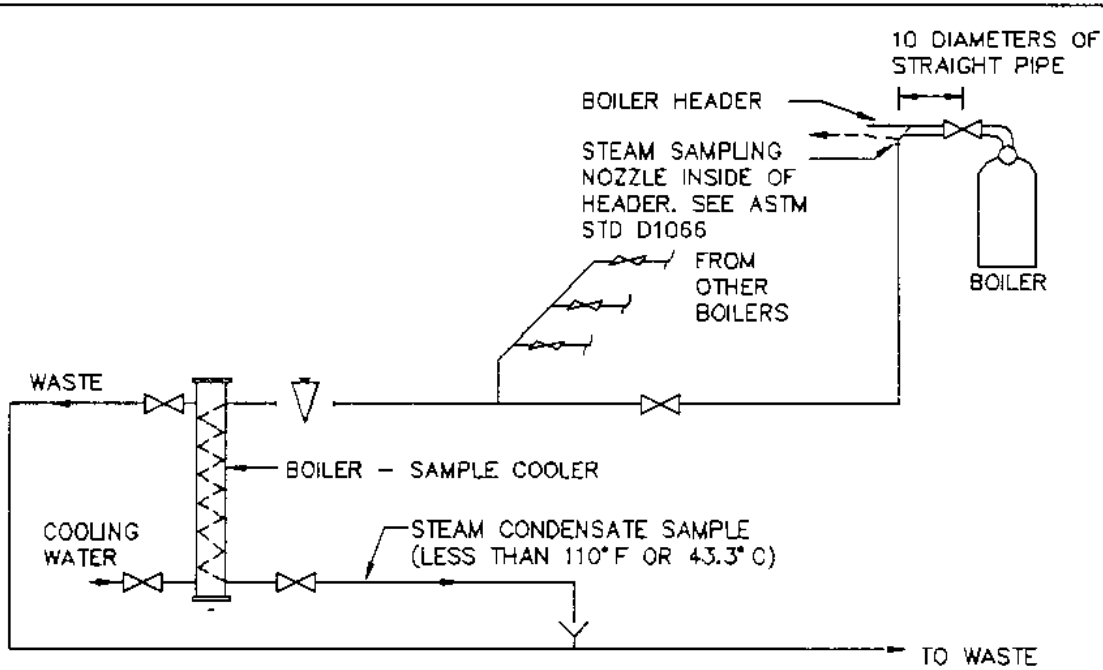 10 DIAMETERS OF
STRAIGHT PIPE
BOILER HEADER
STEAM SAMPLING
NOZZLE INSIDE OF
HEADER. SEE ASTM
STD D1066
FROM
OTHER
BOILERS
BOILER
WASTE
BOILER - SAMPLE COOLER
COOLING
WATER
STEAM CONDENSATE SAMPLE
(LESS THAN 110°F OR 43.3°C)
TO WASTE